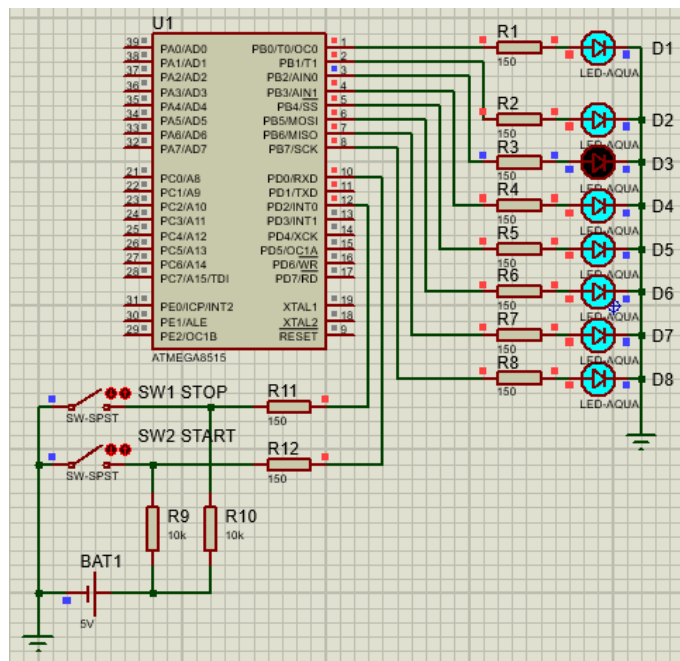 U1
39 PA0/AD0 PB0/T0/OC0 1
38 PA1/AD1 PB1/T1 2
37 PA2/AD2 PB2/AIN0 3
36 PA3/AD3 PB3/AIN1 4
35 PA4/AD4 PB4/SS 5
34 PA5/AD5 PB5/MOSI 6
33 PA6/AD6 PB6/MISO 7
32 PA7/AD7 PB7/SCK 8
21 PC0/A8 PD0/RXD 10
22 PC1/A9 PD1/TXD 11
23 PC2/A10 PD2/INT0 12
24 PC3/A11 PD3/INT1 13
25 PC4/A12 PD4/XCK 14
26 PC5/A13 PD5/OC1A 15
27 PC6/A14 PD6/WR 16
28 PC7/A15/TDI PD7/RD 17
31 PE0/ICP/INT2 XTAL1 19
30 PE1/ALE XTAL2 18
29 PE2/OC1B RESET 9
ATMEGA8515
R1 D1
150 LED-AQUA
R2 D2
150 LED-AQUA
R3 D3
150 LED-AQUA
R4 D4
150 LED-AQUA
R5 D5
150 LED-AQUA
R6 D6
150 LED-AQUA
R7 D7
150 LED-AQUA
R8 D8
150 LED-AQUA
SW1 STOP R11
SW-SPST 150
SW2 START R12
SW-SPST 150
R9 R10
10k 10k
BAT1
5V